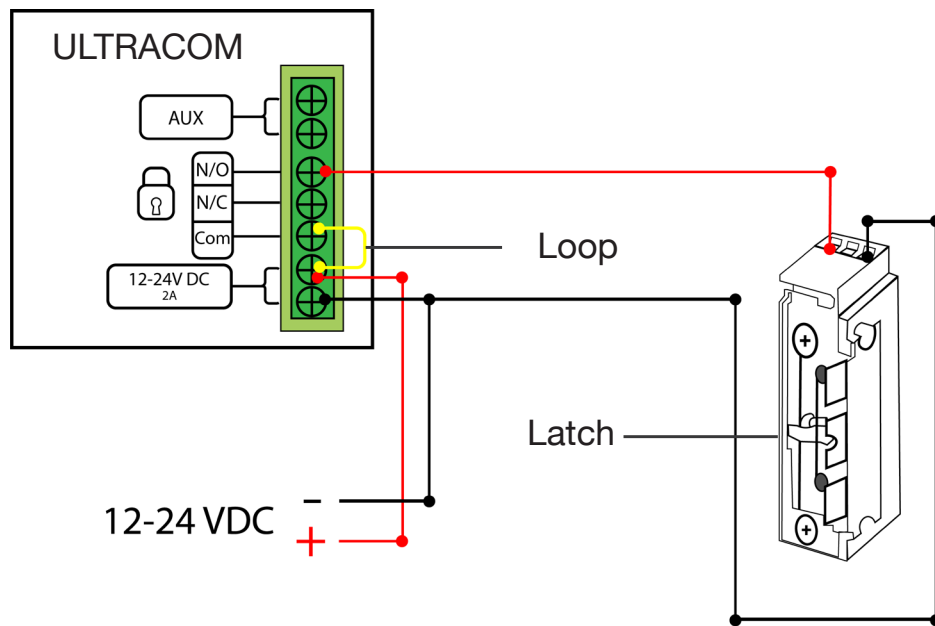 ULTRACOM
AUX
N/O
N/C
Com
12-24V DC
2A
Loop
Latch
12-24 VDC
-
+